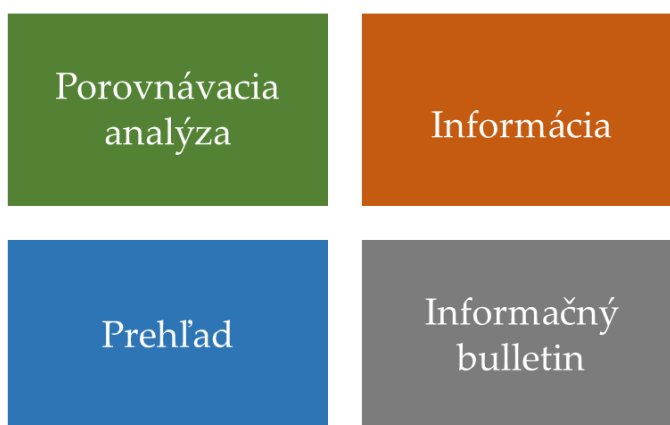 Porovnávacia
analýza
Informácia
Prehľad
Informačný
bulletin